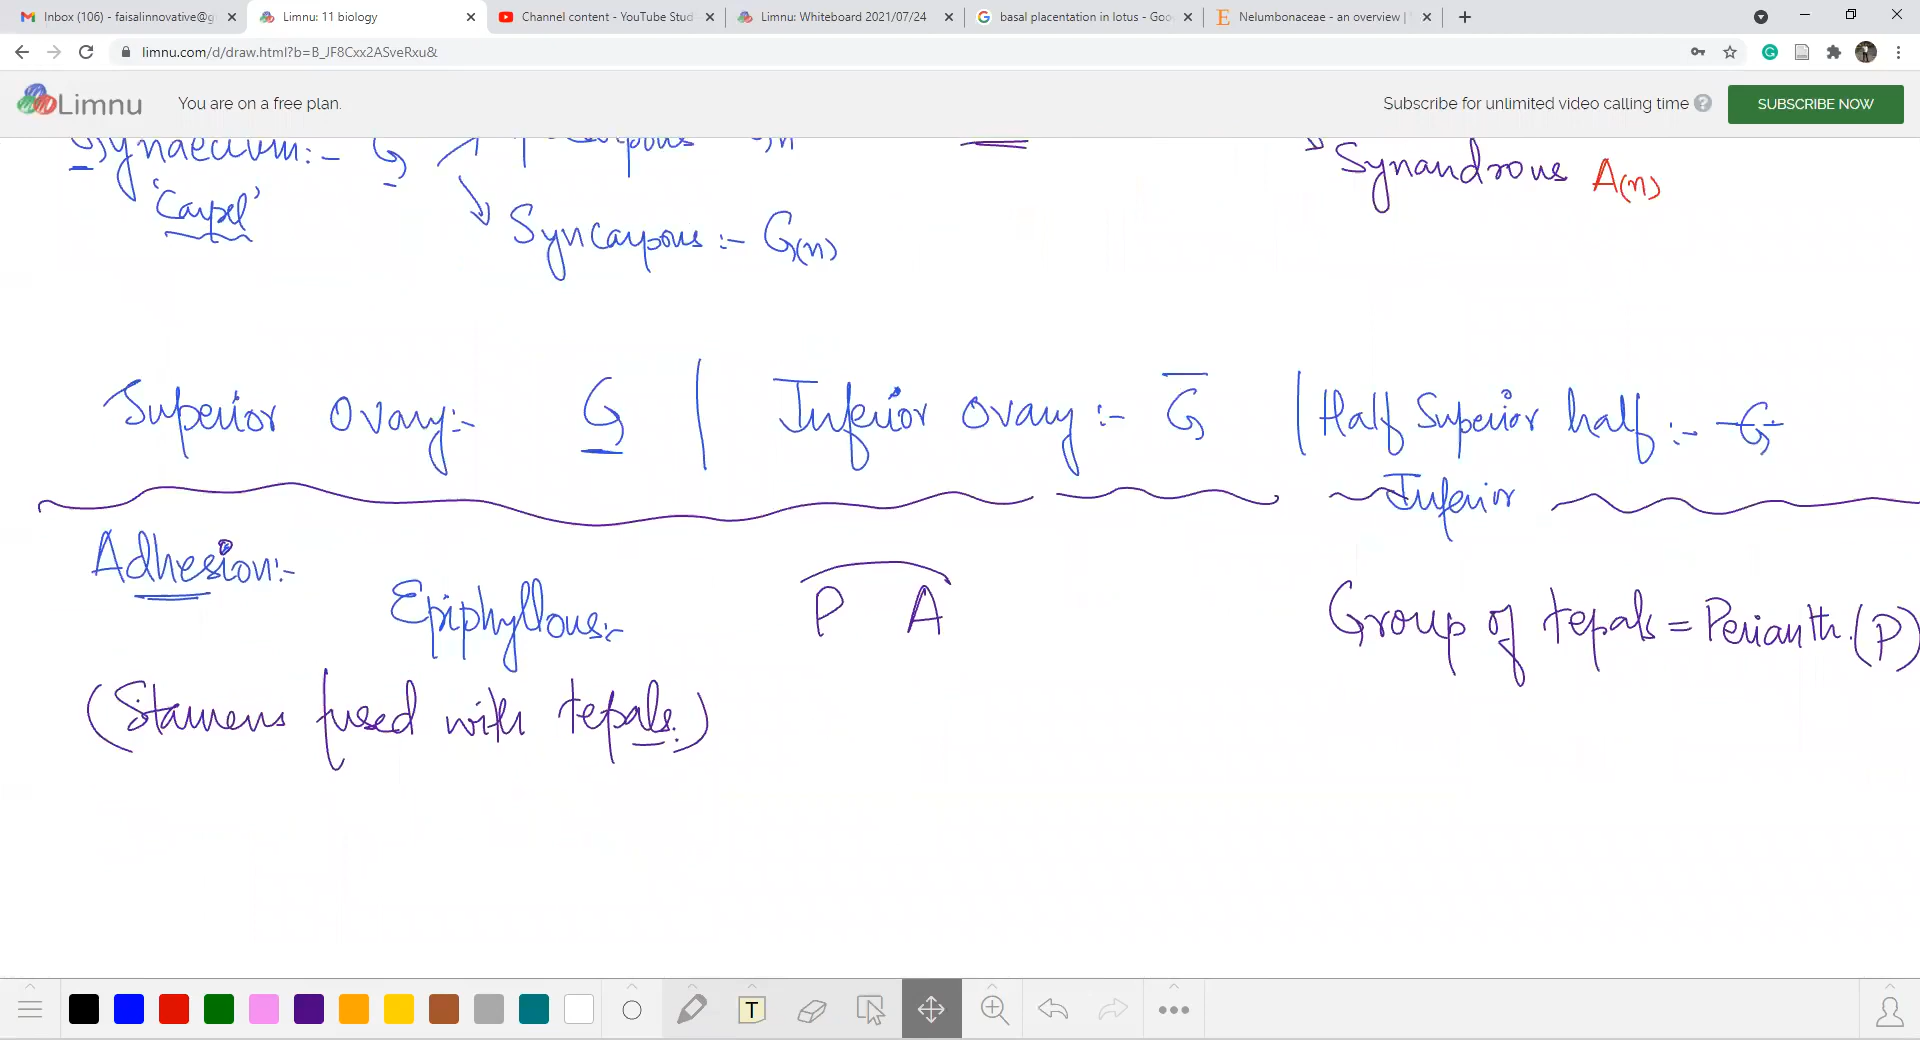 Inbox (106) - faisalinnovative@g
Limnu: 11 biology
Channel content - YouTube Stud
Limnu: Whiteboard 2021/07/24
basal placentation in lotus - Goo
Nelumbonaceae - an overview |
limnu.com/d/draw.html?b=B_JF8Cxx2ASveRxu&
Limnu
You are on a free plan.
Subscribe for unlimited video calling time ?
SUBSCRIBE NOW
Gynaecium:- G
'Carpel'
Syncarpous :- G(n)
Synandrous A(n)
Superior Ovary:- G | Inferior Ovary :- G | Half Superior half :- G
Inferior
Adhesion:-
Epiphyllous:- P A
Group of tepals = Perianth. (P)
(Stamens fused with tepals.)
T